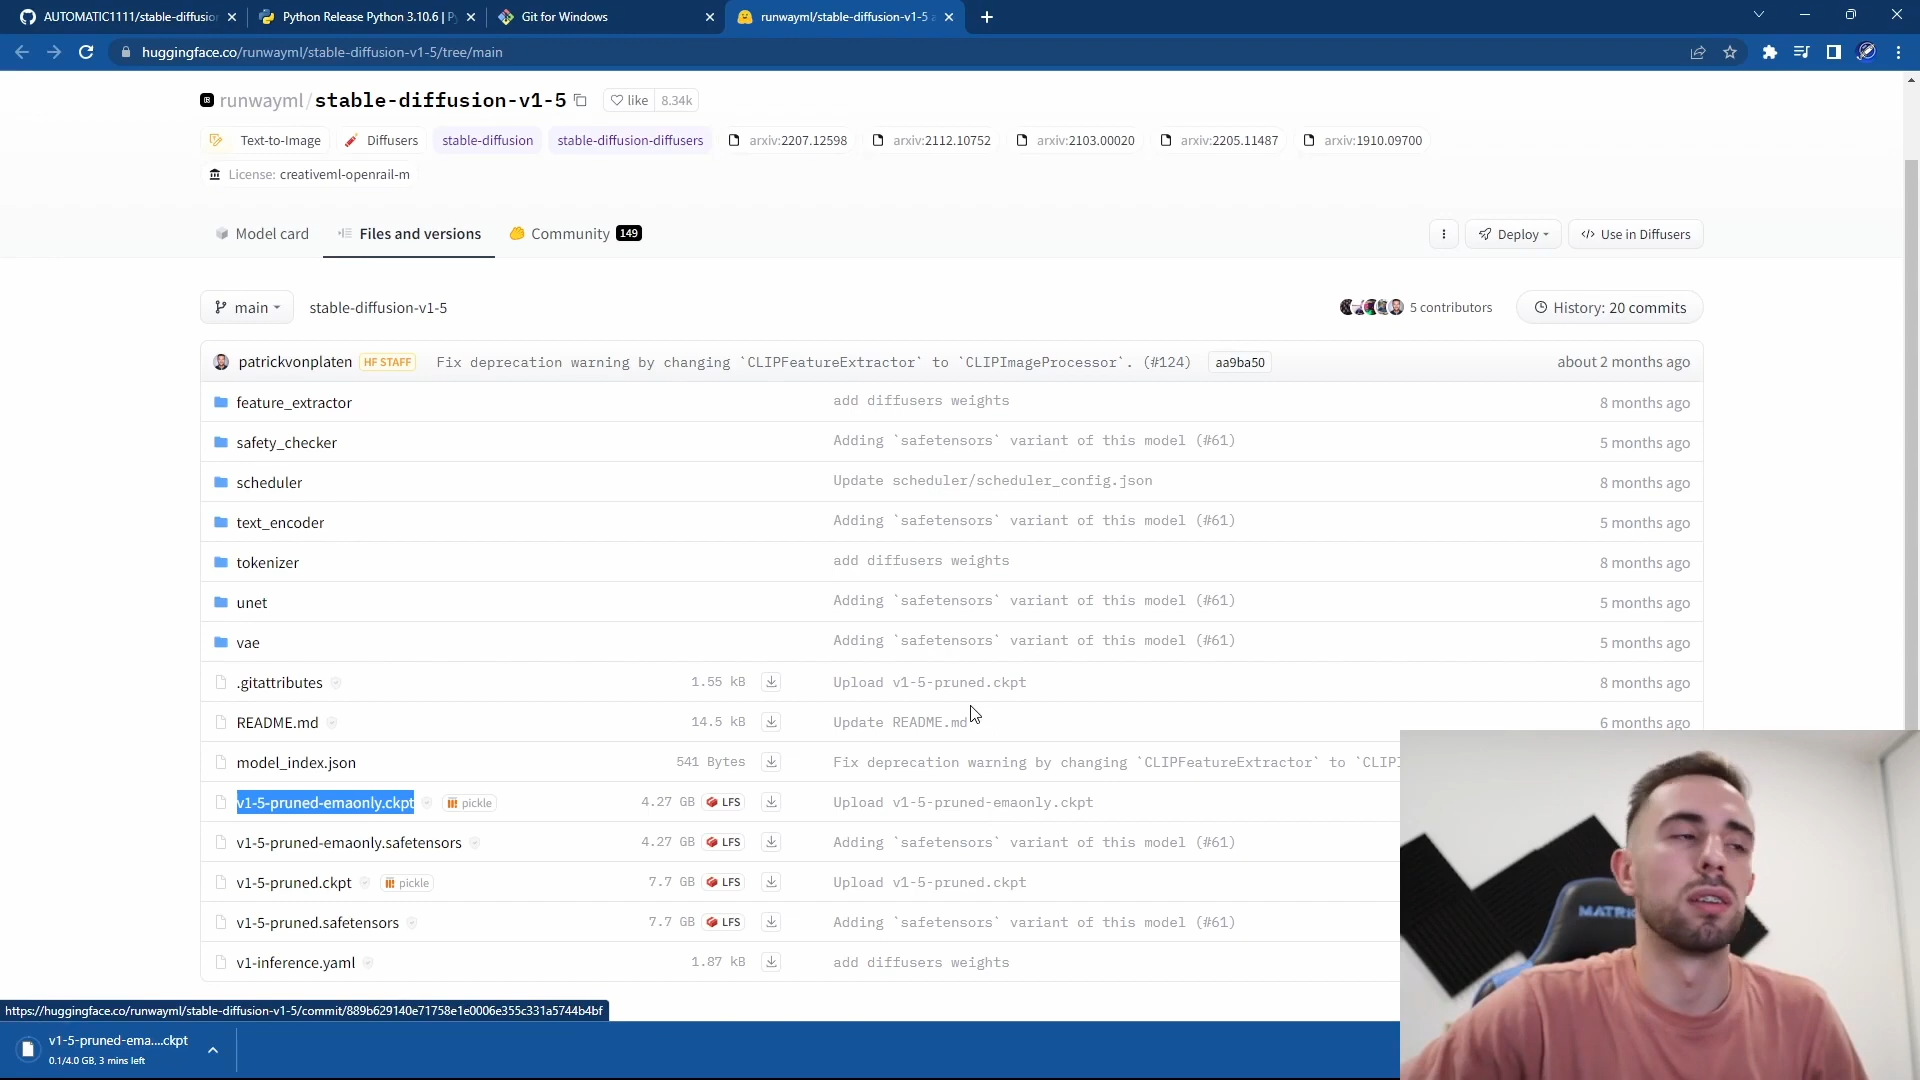 AUTOMATIC1111/stable-diffusion
Python Release Python 3.10.6 | P
Git for Windows
runwayml/stable-diffusion-v1-5
huggingface.co/runwayml/stable-diffusion-v1-5/tree/main
runwayml/stable-diffusion-v1-5
like 8.34k
Text-to-Image Diffusers stable-diffusion stable-diffusion-diffusers arxiv:2207.12598 arxiv:2112.10752 arxiv:2103.00020 arxiv:2205.11487 arxiv:1910.09700
License: creativeml-openrail-m
Model card Files and versions Community 149 Deploy Use in Diffusers
main stable-diffusion-v1-5 5 contributors History: 20 commits
patrickvonplaten HF STAFF Fix deprecation warning by changing `CLIPFeatureExtractor` to `CLIPImageProcessor`. (#124) aa9ba50 about 2 months ago
feature_extractor add diffusers weights 8 months ago
safety_checker Adding `safetensors` variant of this model (#61) 5 months ago
scheduler Update scheduler/scheduler_config.json 8 months ago
text_encoder Adding `safetensors` variant of this model (#61) 5 months ago
tokenizer add diffusers weights 8 months ago
unet Adding `safetensors` variant of this model (#61) 5 months ago
vae Adding `safetensors` variant of this model (#61) 5 months ago
.gitattributes 1.55 kB Upload v1-5-pruned.ckpt 8 months ago
README.md 14.5 kB Update README.md 6 months ago
model_index.json 541 Bytes Fix deprecation warning by changing `CLIPFeatureExtractor` to `CLIP
v1-5-pruned-emaonly.ckpt pickle 4.27 GB LFS Upload v1-5-pruned-emaonly.ckpt
v1-5-pruned-emaonly.safetensors 4.27 GB LFS Adding `safetensors` variant of this model (#61)
v1-5-pruned.ckpt pickle 7.7 GB LFS Upload v1-5-pruned.ckpt
v1-5-pruned.safetensors 7.7 GB LFS Adding `safetensors` variant of this model (#61)
v1-inference.yaml 1.87 kB add diffusers weights
https://huggingface.co/runwayml/stable-diffusion-v1-5/commit/889b629140e71758e1e0006e355c331a5744b4bf
v1-5-pruned-ema....ckpt
0.1/4.0 GB, 3 mins left
MATRI